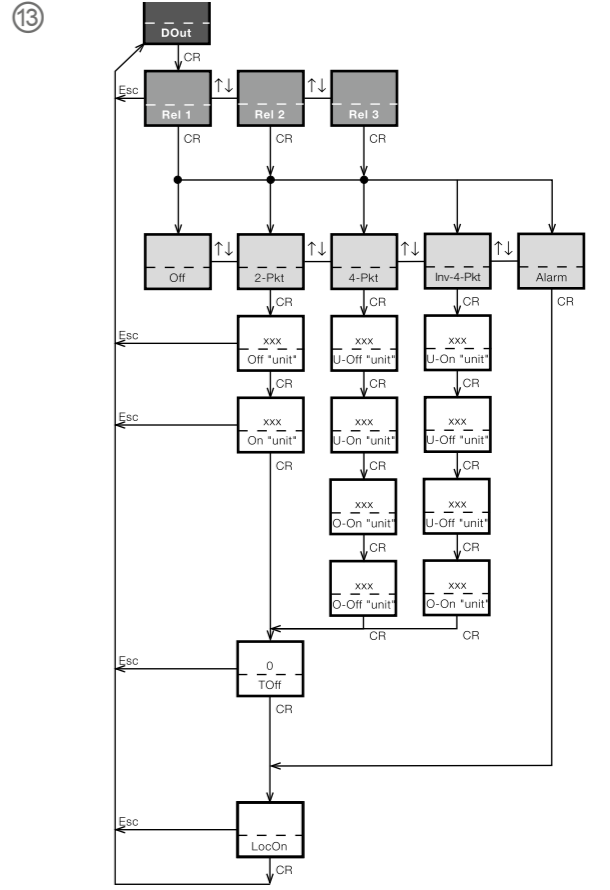 13
DOut
CR
Esc
↑↓
↑↓
Rel 1
Rel 2
Rel 3
CR
CR
CR
↑↓
↑↓
↑↓
↑↓
Off
2-Pkt
4-Pkt
Inv-4-Pkt
Alarm
CR
CR
CR
CR
Esc
xxx
xxx
xxx
Off "unit"
U-Off "unit"
U-On "unit"
CR
CR
CR
Esc
xxx
xxx
xxx
On "unit"
U-On "unit"
U-Off "unit"
CR
CR
CR
xxx
xxx
O-On "unit"
U-Off "unit"
CR
CR
xxx
xxx
O-Off "unit"
O-On "unit"
CR
CR
Esc
0
TOff
CR
Esc
LocOn
CR